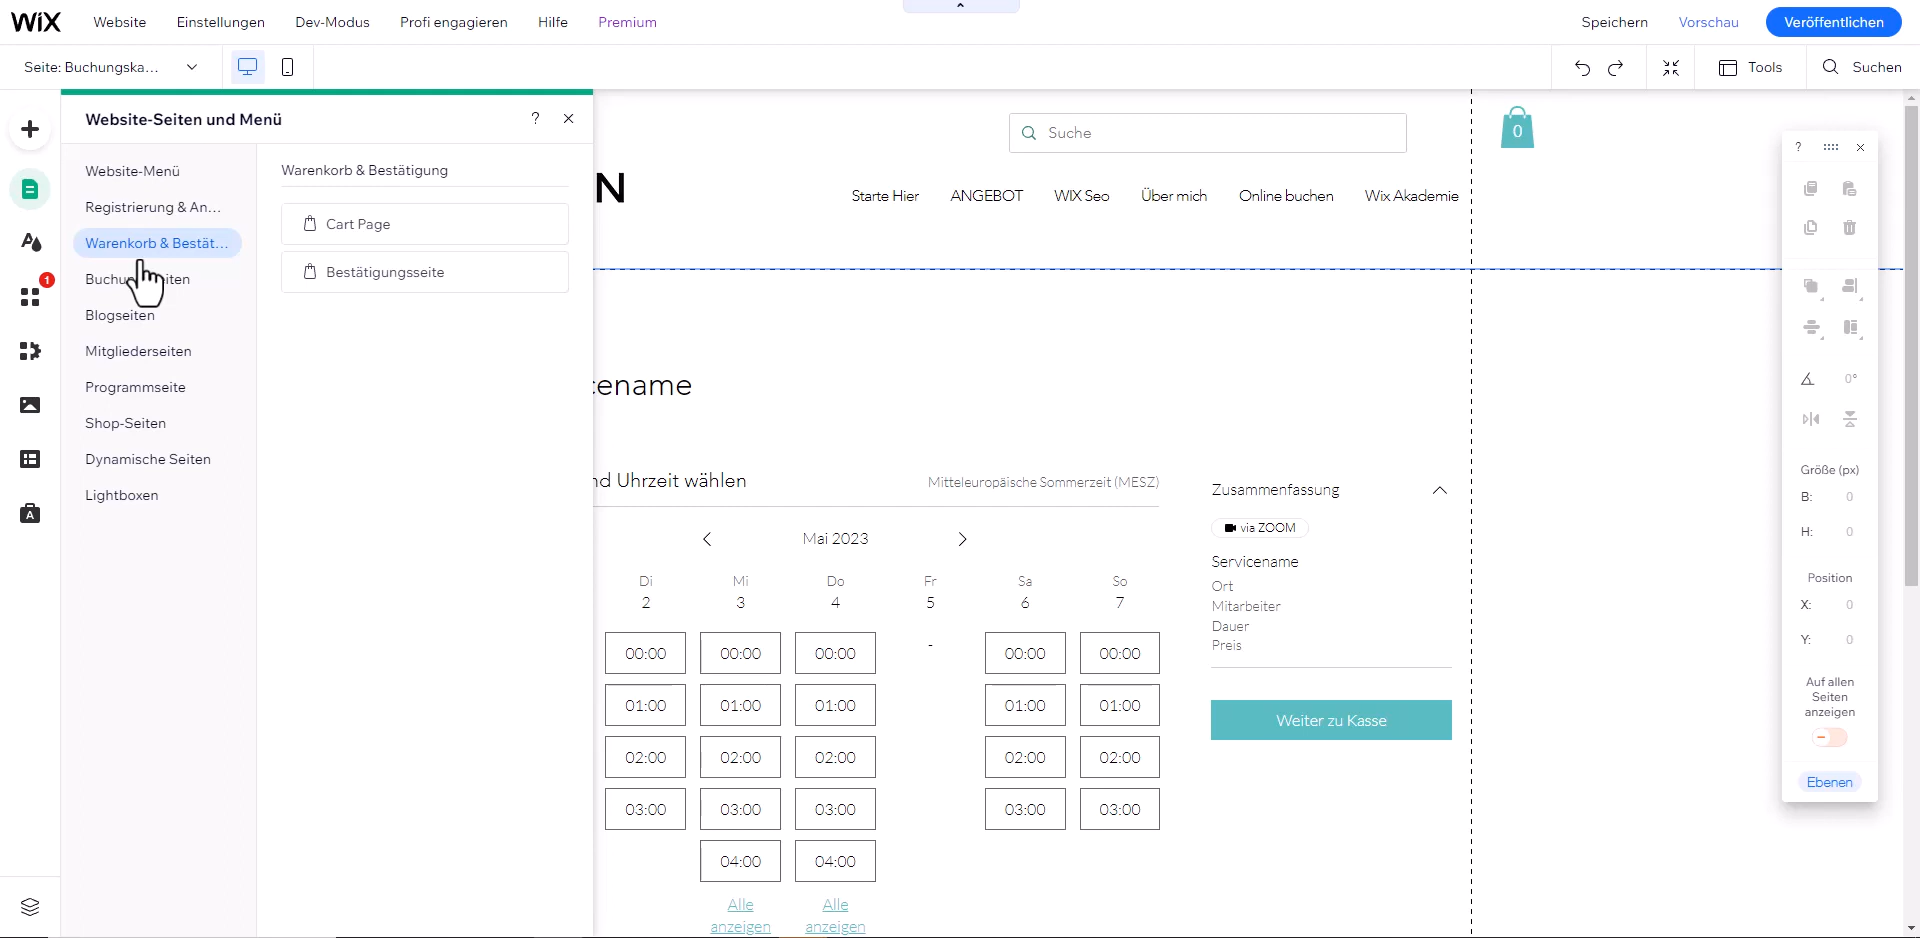 WIX Website Einstellungen Dev-Modus Profi engagieren Hilfe Premium Speichern Vorschau Veröffentlichen
Seite: Buchungska... Tools Suchen
Website-Seiten und Menü ? ×
Website-Menü
Registrierung & An...
Warenkorb & Bestät...
Blogseiten
Mitgliederseiten
Programmseite
Shop-Seiten
Dynamische Seiten
Lightboxen
1
A
Warenkorb & Bestätigung
Cart Page
Bestätigungsseite
Suche
0
N
Starte Hier ANGEBOT WIX Seo Über mich Online buchen Wix Akademie
cename
nd Uhrzeit wählen Mitteleuropäische Sommerzeit (MESZ)
Mai 2023
Di Mi Do Fr Sa So
2 3 4 5 6 7
00:00 00:00 00:00 - 00:00 00:00
01:00 01:00 01:00 01:00 01:00
02:00 02:00 02:00 02:00 02:00
03:00 03:00 03:00 03:00 03:00
04:00 04:00
Alle Alle
anzeigen anzeigen
Zusammenfassung
via ZOOM
Servicename
Ort
Mitarbeiter
Dauer
Preis
Weiter zu Kasse
?
0°
Größe (px)
B: 0
H: 0
Position
X: 0
Y: 0
Auf allen
Seiten
anzeigen
Ebenen